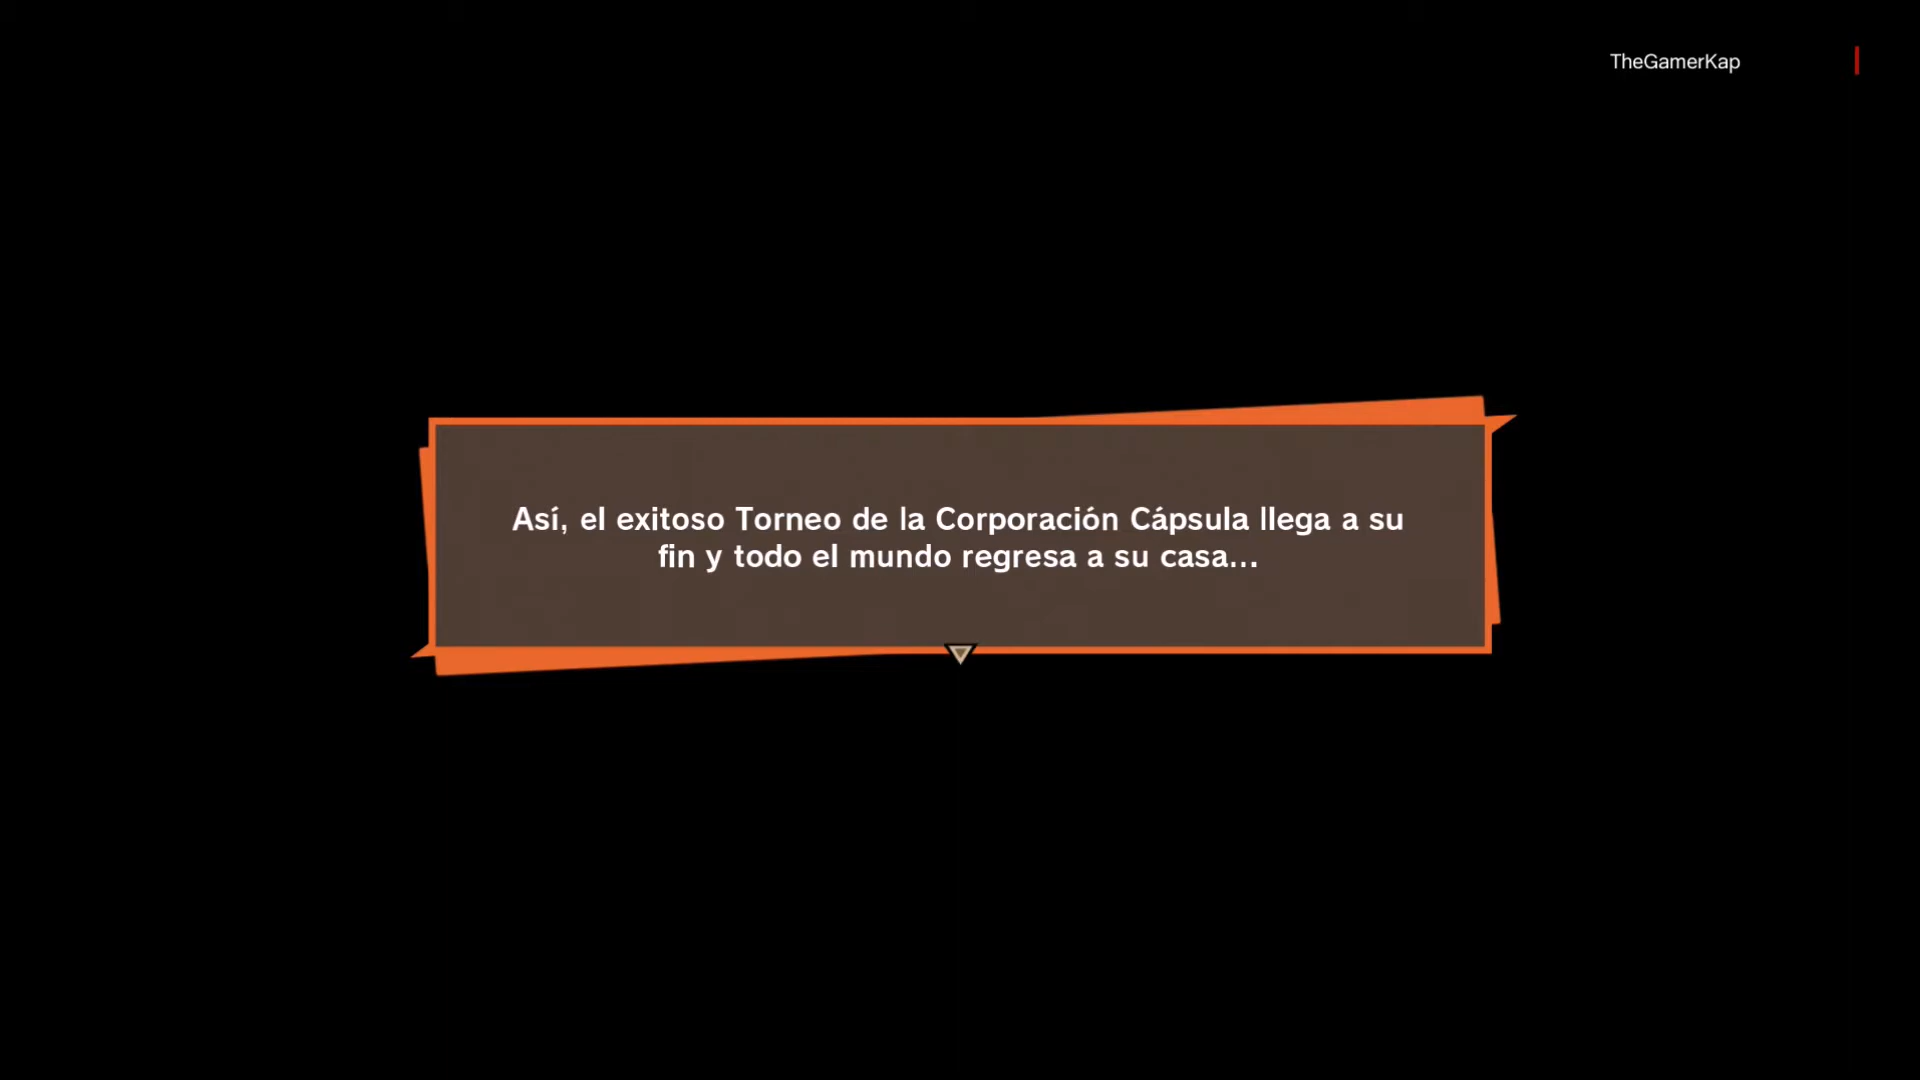 TheGamerKap
Así, el exitoso Torneo de la Corporación Cápsula llega a su
fin y todo el mundo regresa a su casa...